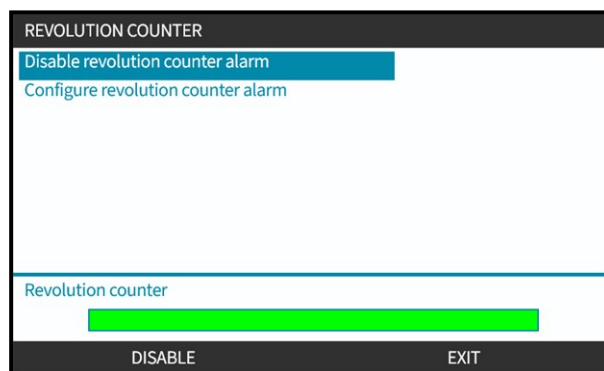 REVOLUTION COUNTER
Disable revolution counter alarm
Configure revolution counter alarm
Revolution counter
DISABLE EXIT